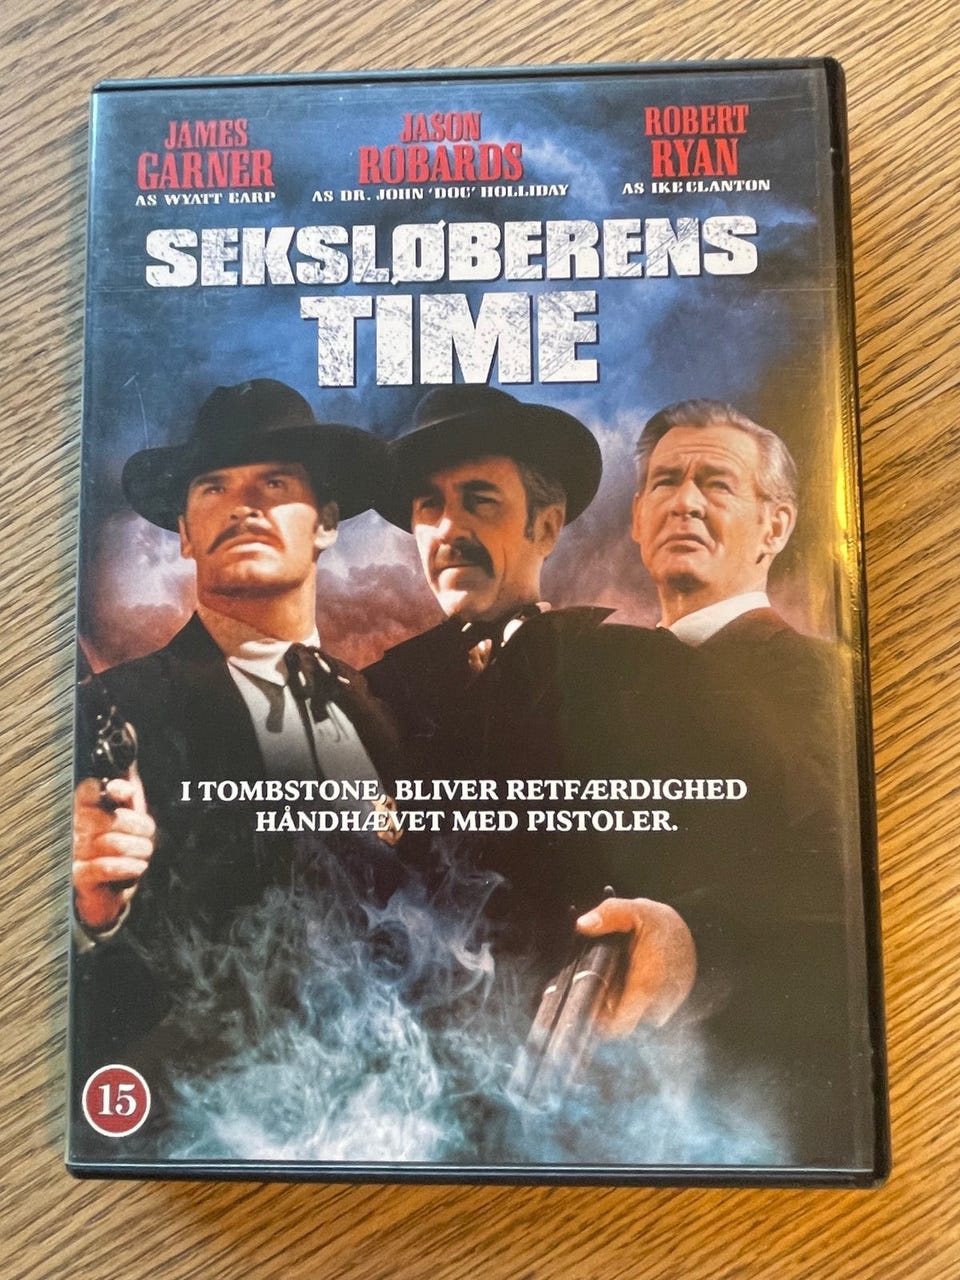 JAMES
GARNER
AS WYATT EARP
JASON
ROBARDS
AS DR. JOHN 'DOC' HOLLIDAY
ROBERT
RYAN
AS IKE CLANTON
SEKSLØBERENS
TIME
I TOMBSTONE, BLIVER RETFÆRDIGHED
HÅNDHÆVET MED PISTOLER.
15